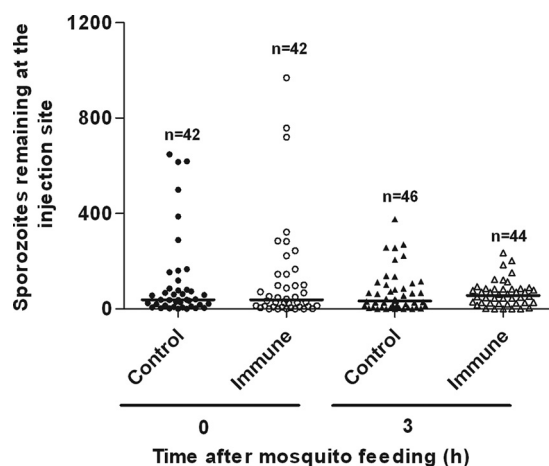 Sporozoites remaining at the
injection site
1200
800
400
0
n=42
n=42
n=46
n=44
Control
Immune
Control
Immune
0
3
Time after mosquito feeding (h)